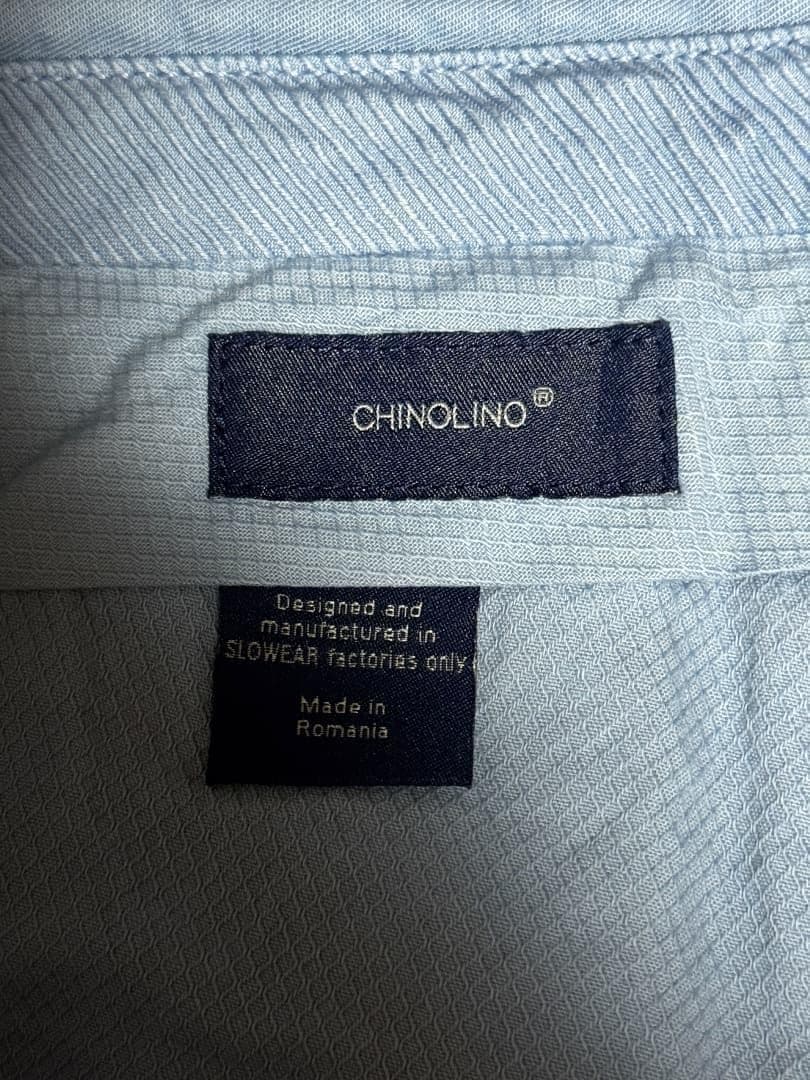 CHINOLINO®
Designed and
manufactured in
SLOWEAR factories only
Made in
Romania